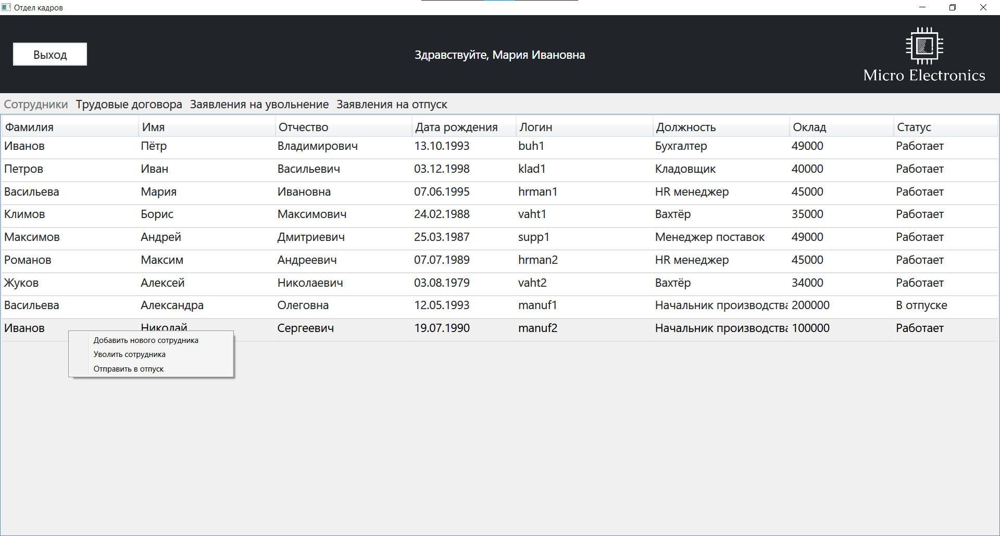 Отдел кадров
Выход
Здравствуйте, Мария Ивановна
Micro Electronics
Сотрудники Трудовые договора Заявления на увольнение Заявления на отпуск
Фамилия Имя Отчество Дата рождения Логин Должность Оклад Статус
Иванов Пётр Владимирович 13.10.1993 buh1 Бухгалтер 49000 Работает
Петров Иван Васильевич 03.12.1998 klad1 Кладовщик 40000 Работает
Васильева Мария Ивановна 07.06.1995 hrman1 HR менеджер 45000 Работает
Климов Борис Максимович 24.02.1988 vaht1 Вахтёр 35000 Работает
Максимов Андрей Дмитриевич 25.03.1987 supp1 Менеджер поставок 49000 Работает
Романов Максим Андреевич 07.07.1989 hrman2 HR менеджер 45000 Работает
Жуков Алексей Николаевич 03.08.1979 vaht2 Вахтёр 34000 Работает
Васильева Александра Олеговна 12.05.1993 manuf1 Начальник производства 200000 В отпуске
Иванов Николай Сергеевич 19.07.1990 manuf2 Начальник производства 100000 Работает
Добавить нового сотрудника
Уволить сотрудника
Отправить в отпуск